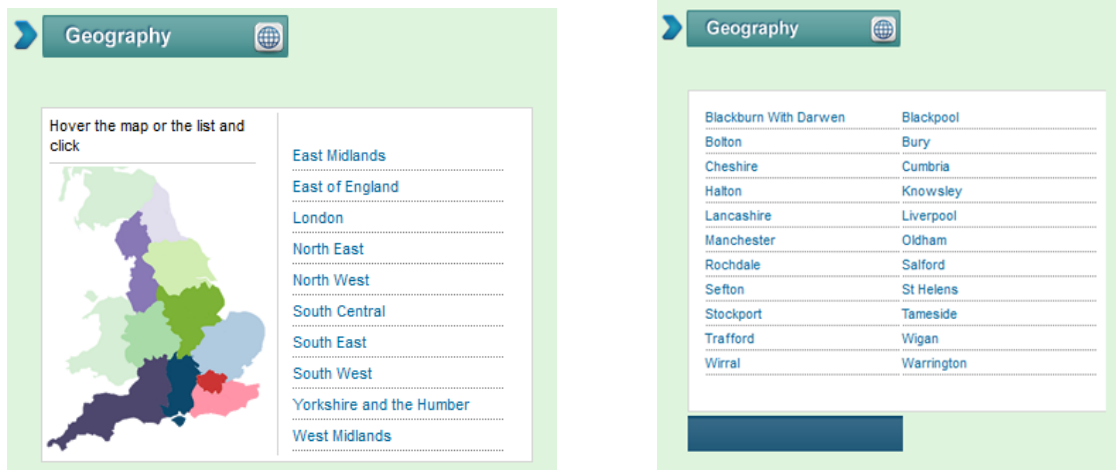 Geography
Hover the map or the list and
click
East Midlands
East of England
London
North East
North West
South Central
South East
South West
Yorkshire and the Humber
West Midlands
Geography
Blackburn With Darwen Blackpool
Bolton Bury
Cheshire Cumbria
Halton Knowsley
Lancashire Liverpool
Manchester Oldham
Rochdale Salford
Sefton St Helens
Stockport Tameside
Trafford Wigan
Wirral Warrington